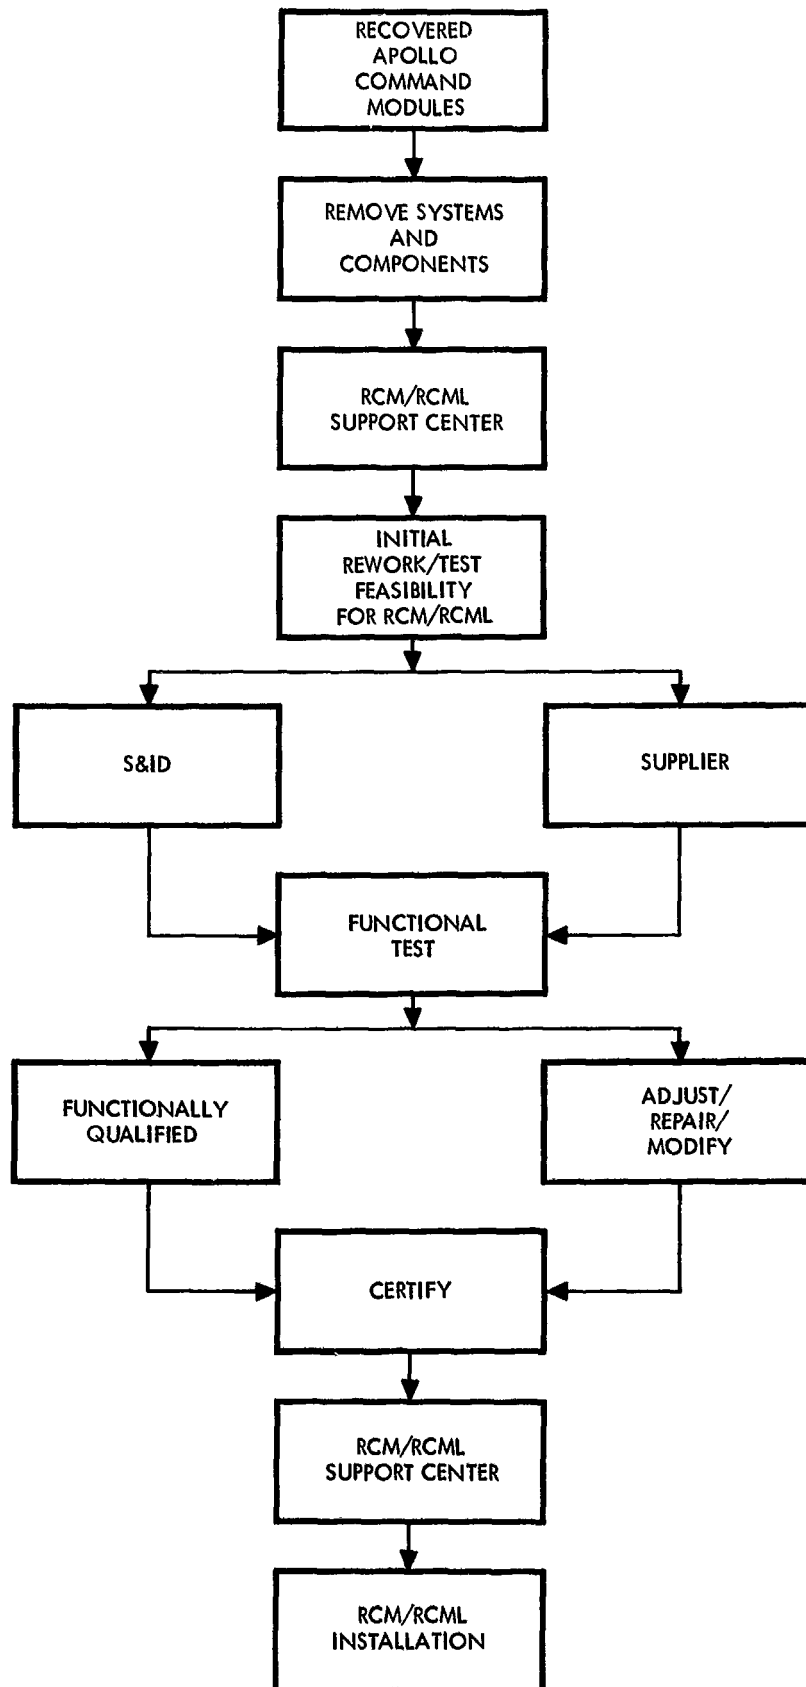 RECOVERED
APOLLO
COMMAND
MODULES
REMOVE SYSTEMS
AND
COMPONENTS
RCM/RCML
SUPPORT CENTER
INITIAL
REWORK/TEST
FEASIBILITY
FOR RCM/RCML
S&ID
SUPPLIER
FUNCTIONAL
TEST
FUNCTIONALLY
QUALIFIED
ADJUST/
REPAIR/
MODIFY
CERTIFY
RCM/RCML
SUPPORT CENTER
RCM/RCML
INSTALLATION